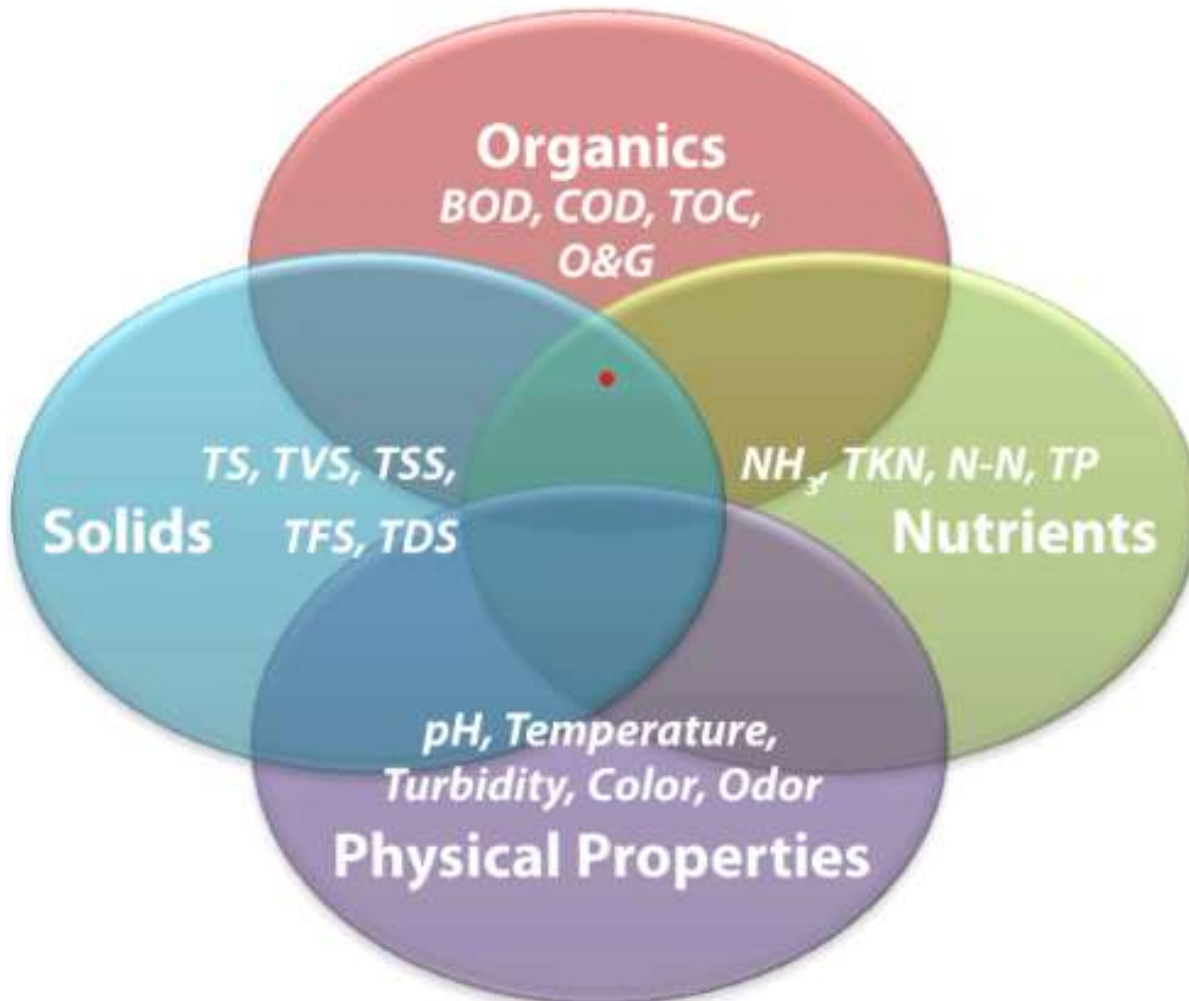 Organics
BOD, COD, TOC,
O&G
TS, TVS, TSS,
Solids TFS, TDS
NH₃, TKN, N-N, TP
Nutrients
pH, Temperature,
Turbidity, Color, Odor
Physical Properties